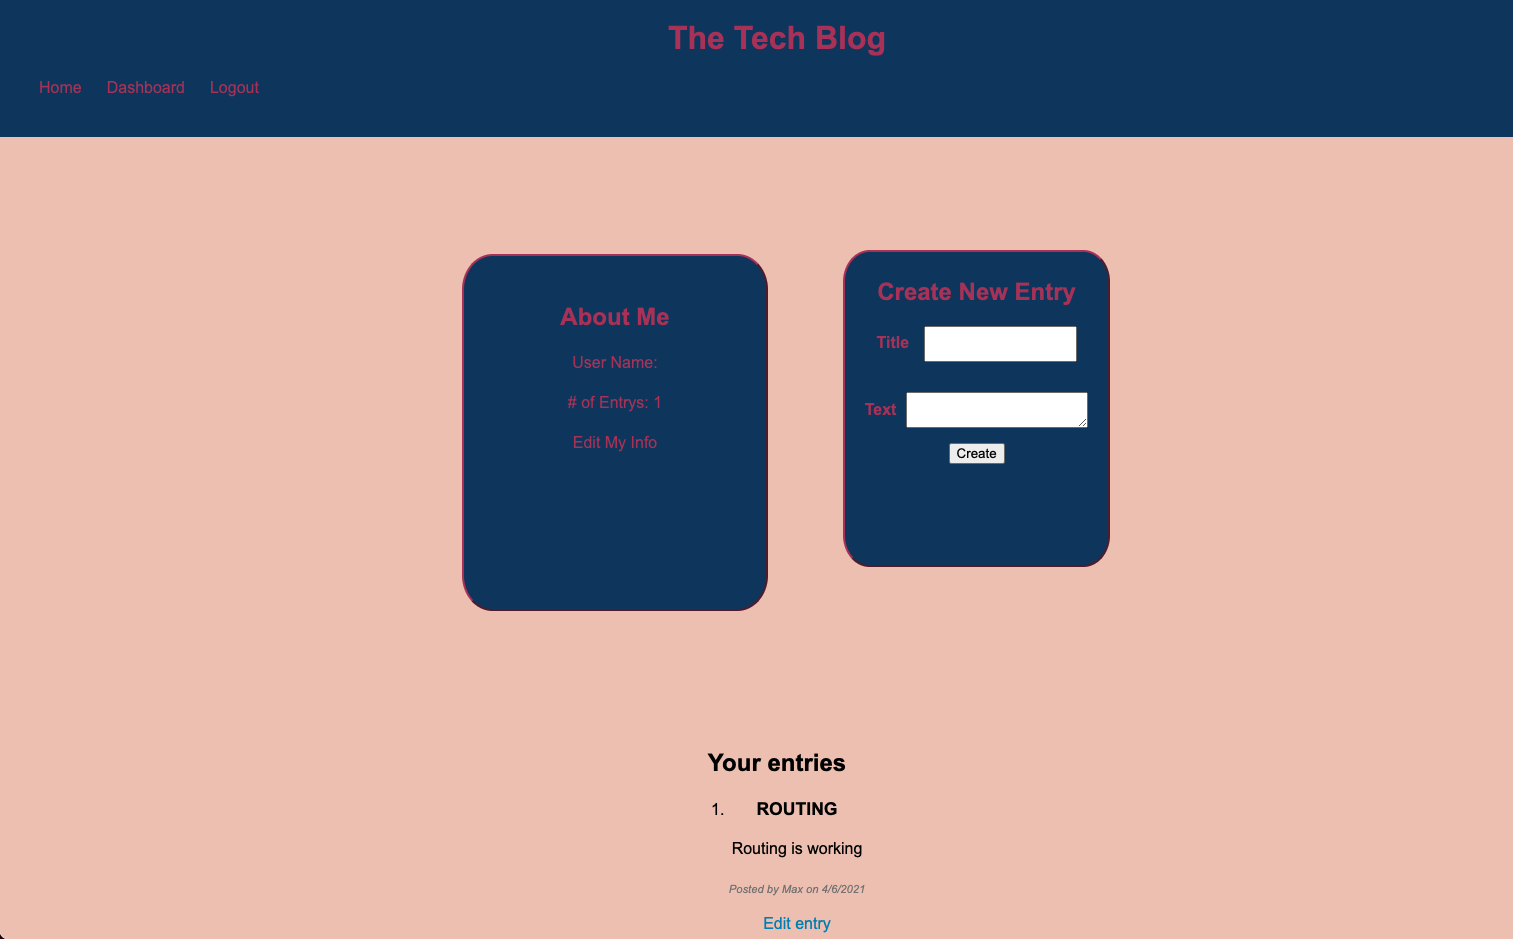 The Tech Blog
Home Dashboard Logout
About Me
User Name:
# of Entrys: 1
Edit My Info
Create New Entry
Title
Text
Create
Your entries
1. ROUTING
Routing is working
Posted by Max on 4/6/2021
Edit entry